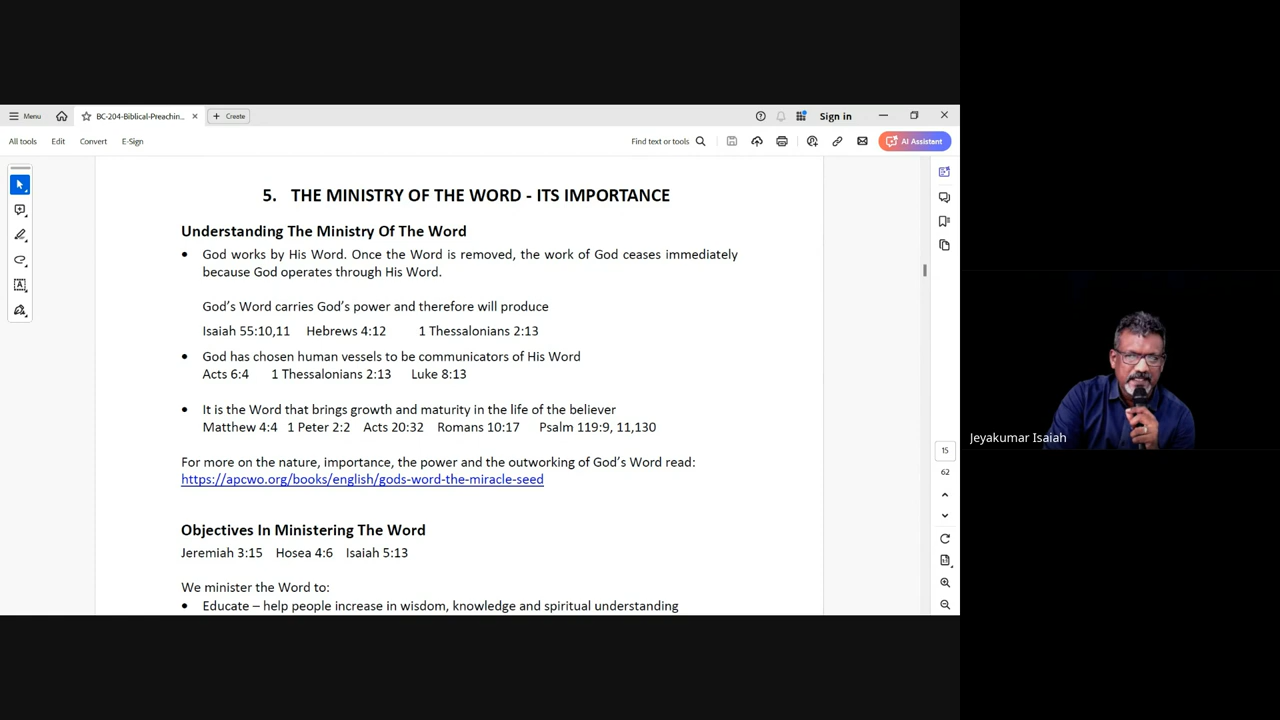 Menu
BC-204-Biblical-Preachin...
Create
Sign in
All tools
Edit
Convert
E-Sign
Find text or tools
AI Assistant
5. THE MINISTRY OF THE WORD - ITS IMPORTANCE
Understanding The Ministry Of The Word
• God works by His Word. Once the Word is removed, the work of God ceases immediately
because God operates through His Word.
God’s Word carries God’s power and therefore will produce
Isaiah 55:10,11 Hebrews 4:12 1 Thessalonians 2:13
• God has chosen human vessels to be communicators of His Word
Acts 6:4 1 Thessalonians 2:13 Luke 8:13
• It is the Word that brings growth and maturity in the life of the believer
Matthew 4:4 1 Peter 2:2 Acts 20:32 Romans 10:17 Psalm 119:9, 11,130
For more on the nature, importance, the power and the outworking of God’s Word read:
https://apcwo.org/books/english/gods-word-the-miracle-seed
Objectives In Ministering The Word
Jeremiah 3:15 Hosea 4:6 Isaiah 5:13
We minister the Word to:
• Educate – help people increase in wisdom, knowledge and spiritual understanding
15
62
Jeyakumar Isaiah